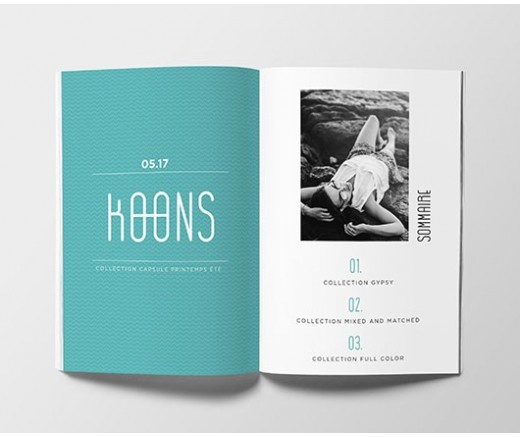 05.17
KOONS
COLLECTION CAPSULE PRINTEMPS ÉTÉ
SOMMAIRE
01.
COLLECTION GYPSY
02.
COLLECTION MIXED AND MATCHED
03.
COLLECTION FULL COLOR